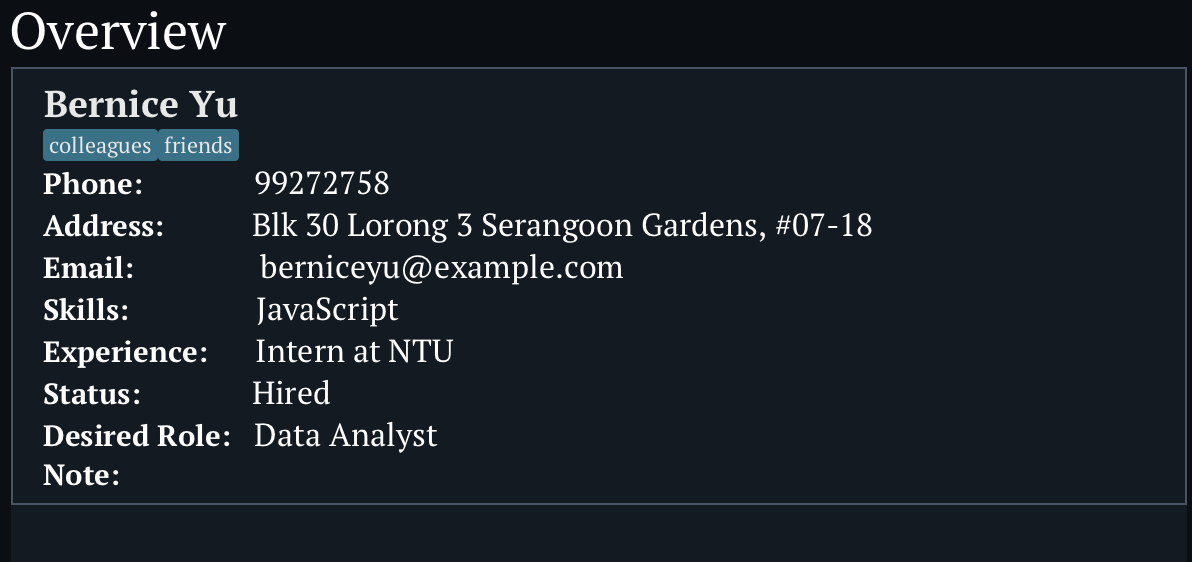 Overview
Bernice Yu
colleagues friends
Phone: 99272758
Address: Blk 30 Lorong 3 Serangoon Gardens, #07-18
Email: berniceyu@example.com
Skills: JavaScript
Experience: Intern at NTU
Status: Hired
Desired Role: Data Analyst
Note: